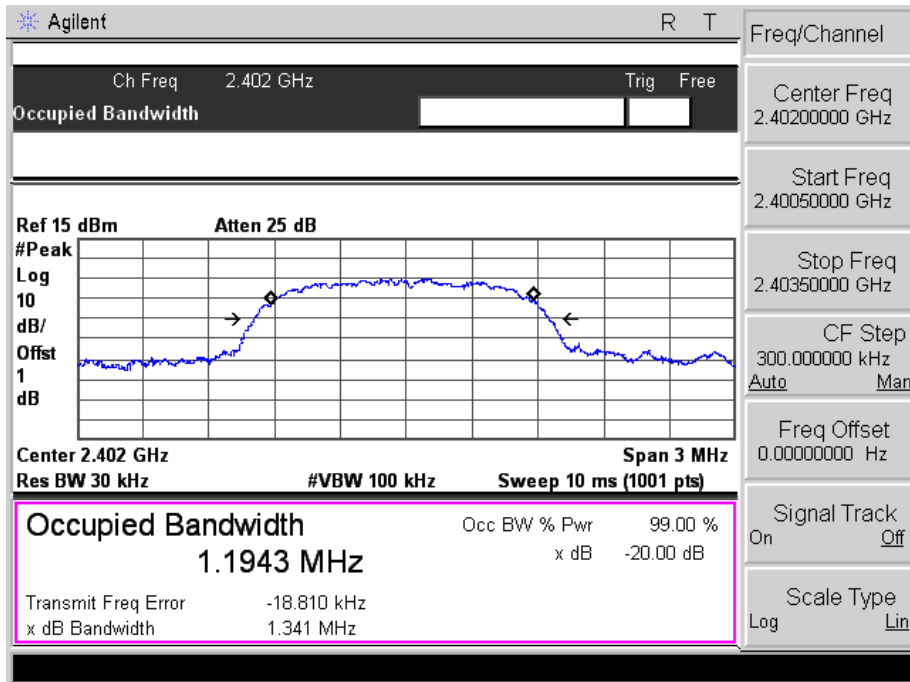 Agilent R T
Freq/Channel
Ch Freq 2.402 GHz Trig Free
Occupied Bandwidth
Center Freq
2.40200000 GHz
Start Freq
2.40050000 GHz
Stop Freq
2.40350000 GHz
CF Step
300.000000 kHz
Auto Man
Freq Offset
0.00000000 Hz
Signal Track
On Off
Scale Type
Log Lin
Ref 15 dBm Atten 25 dB
#Peak
Log
10
dB/
Offst
1
dB
Center 2.402 GHz Span 3 MHz
Res BW 30 kHz #VBW 100 kHz Sweep 10 ms (1001 pts)
Occupied Bandwidth
1.1943 MHz
Occ BW % Pwr 99.00 %
x dB -20.00 dB
Transmit Freq Error -18.810 kHz
x dB Bandwidth 1.341 MHz